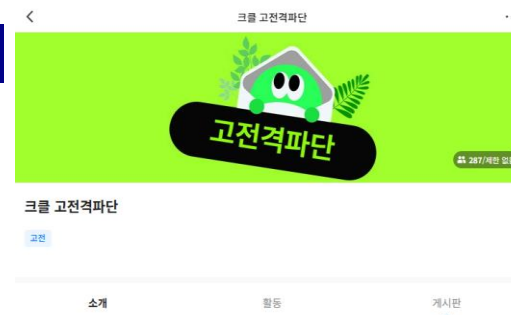 크클 고전격파단
고전격파단
287/제한 없음
크클 고전격파단
고전
소개
활동
게시판